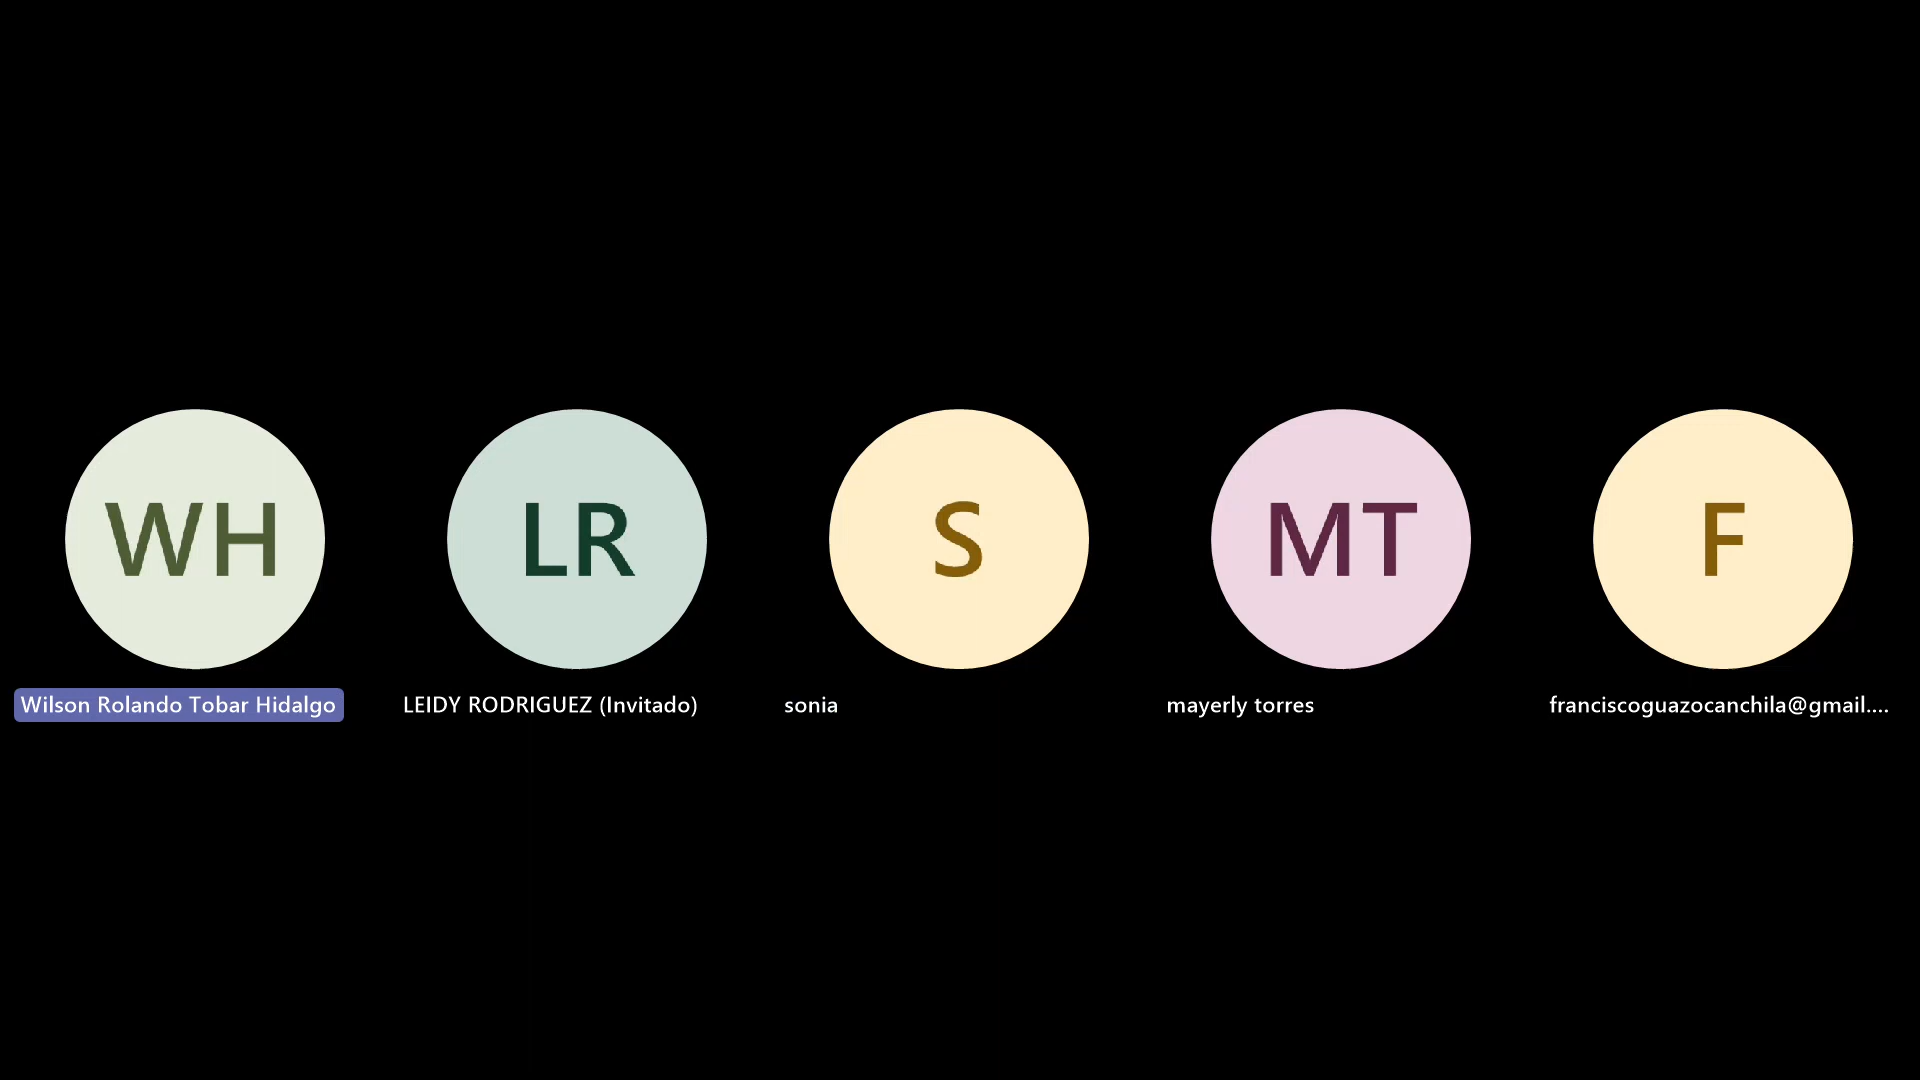 WH
LR
S
MT
F
Wilson Rolando Tobar Hidalgo
LEIDY RODRIGUEZ (Invitado)
sonia
mayerly torres
franciscoguazocanchila@gmail....